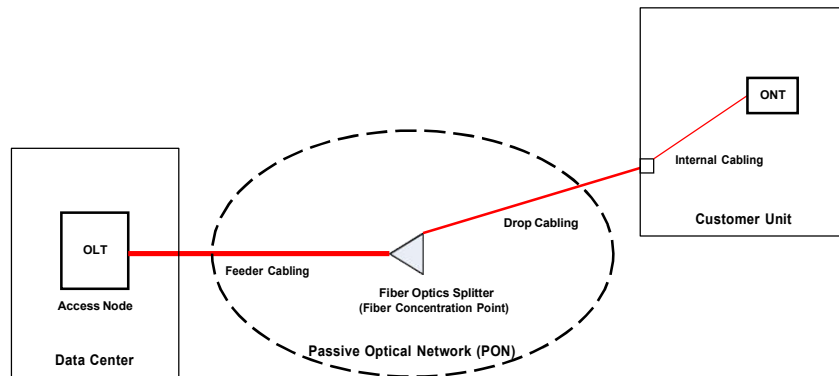 ONT
Internal Cabling
Customer Unit
Drop Cabling
OLT
Feeder Cabling
Access Node
Fiber Optics Splitter
(Fiber Concentration Point)
Passive Optical Network (PON)
Data Center